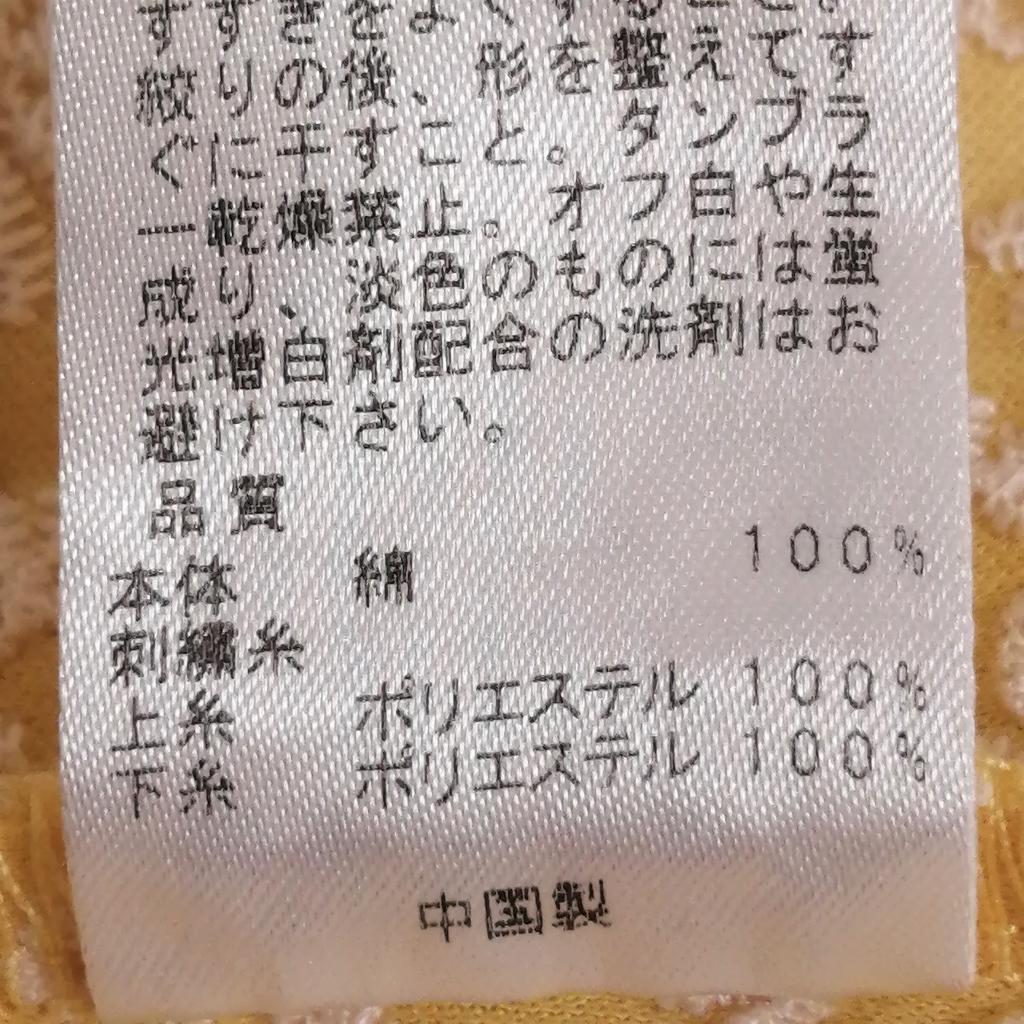 すすぎをよくすること。
絞りの後、形を整えてす
ぐに干すこと。タンブラ
ー乾燥禁止。オフ白や生
成り、淡色のものには蛍
光増白剤配合の洗剤はお
避け下さい。
品質
本体 綿 100%
刺繍糸
上糸 ポリエステル 100%
下糸 ポリエステル 100%
中国製